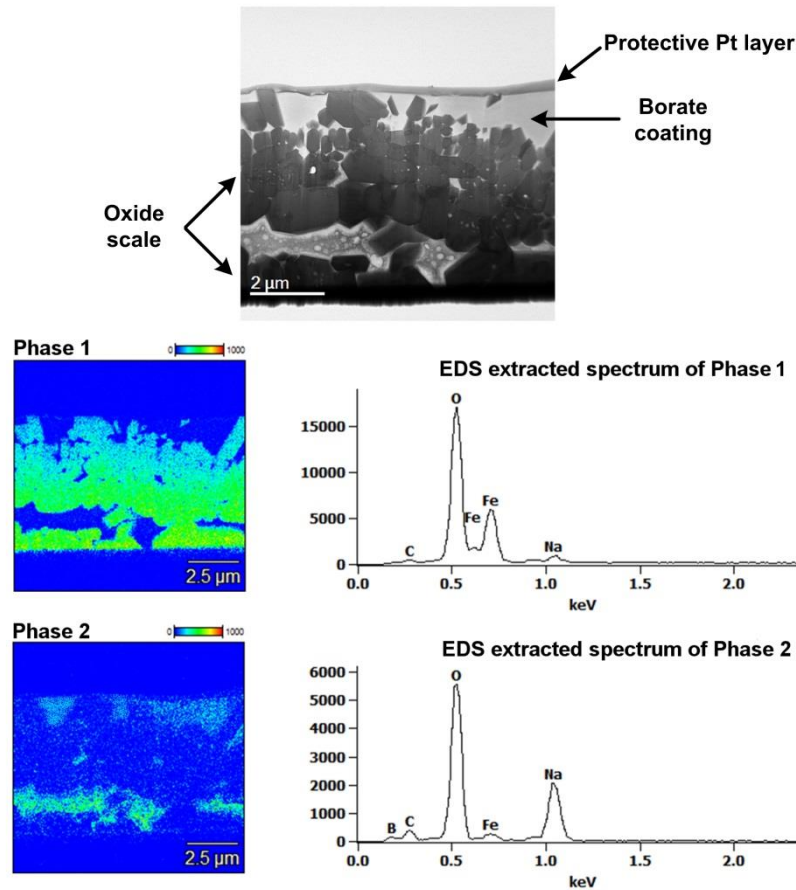 Protective Pt layer
Borate
coating
Oxide
scale
2 µm
Phase 1
0 1000
2.5 µm
EDS extracted spectrum of Phase 1
15000
10000
5000
0
O
Fe
Fe
C
Na
0.0 0.5 1.0 1.5 2.0
keV
Phase 2
0 1000
2.5 µm
EDS extracted spectrum of Phase 2
6000
5000
4000
3000
2000
1000
0
O
Na
B
C
Fe
0.0 0.5 1.0 1.5 2.0
keV